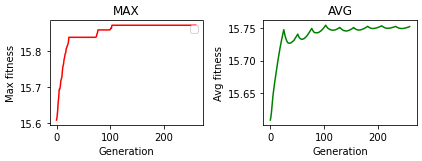 MAX
Max fitness
15.8
15.7
15.6
0
100
200
Generation
AVG
Avg fitness
15.75
15.70
15.65
0
100
200
Generation